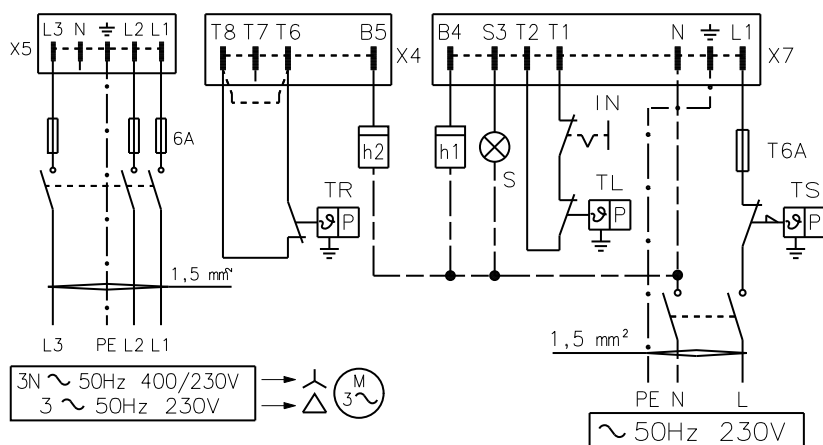 L3 N L2 L1
X5
T8 T7 T6 B5
X4
B4 S3 T2 T1 N L1
X7
6A
h2
h1
S
IN
T6A
TR
ϑ P
TL
ϑ P
TS
ϑ P
1,5 mm²
1,5 mm²
L3 PE L2 L1
3N ~ 50Hz 400/230V
3 ~ 50Hz 230V
M
3~
PE N L
~ 50Hz 230V